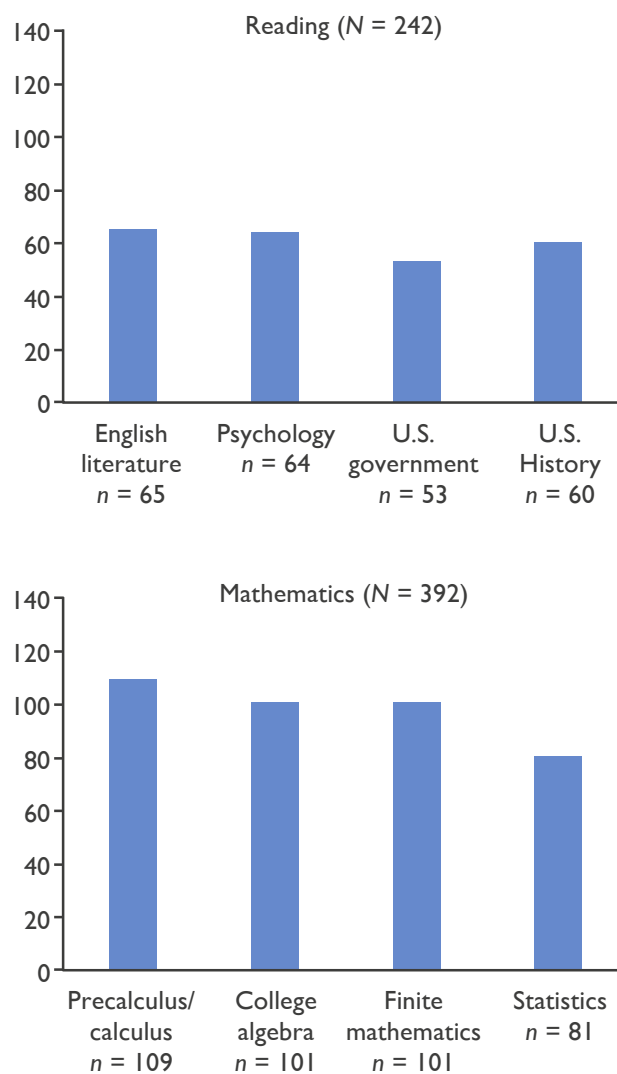 Reading (N = 242)
140
120
100
80
60
40
20
0
English literature n = 65
Psychology n = 64
U.S. government n = 53
U.S. History n = 60
Mathematics (N = 392)
140
120
100
80
60
40
20
0
Precalculus/ calculus n = 109
College algebra n = 101
Finite mathematics n = 101
Statistics n = 81